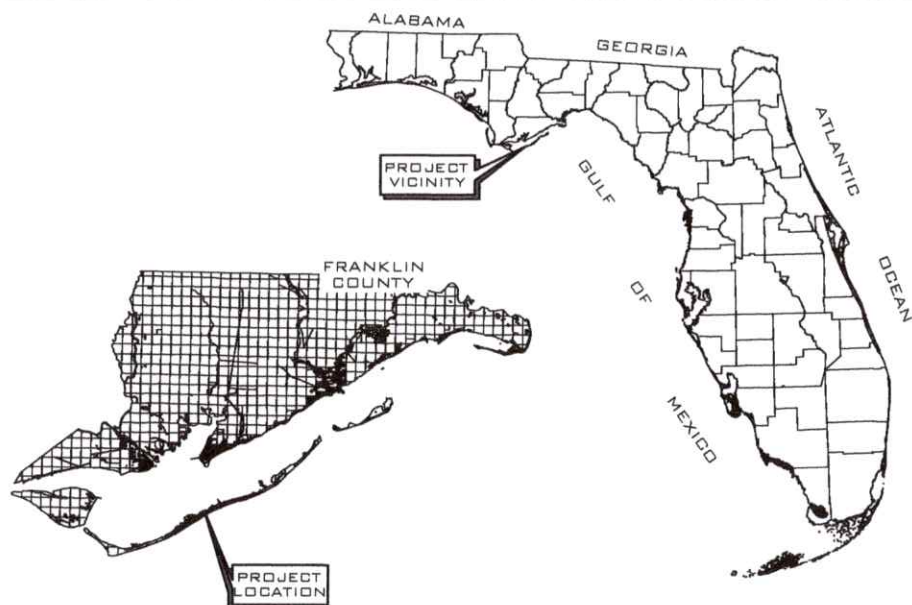 ALABAMA
GEORGIA
ATLANTIC
OCEAN
PROJECT
VICINITY
GULF
OF
MEXICO
FRANKLIN
COUNTY
PROJECT
LOCATION